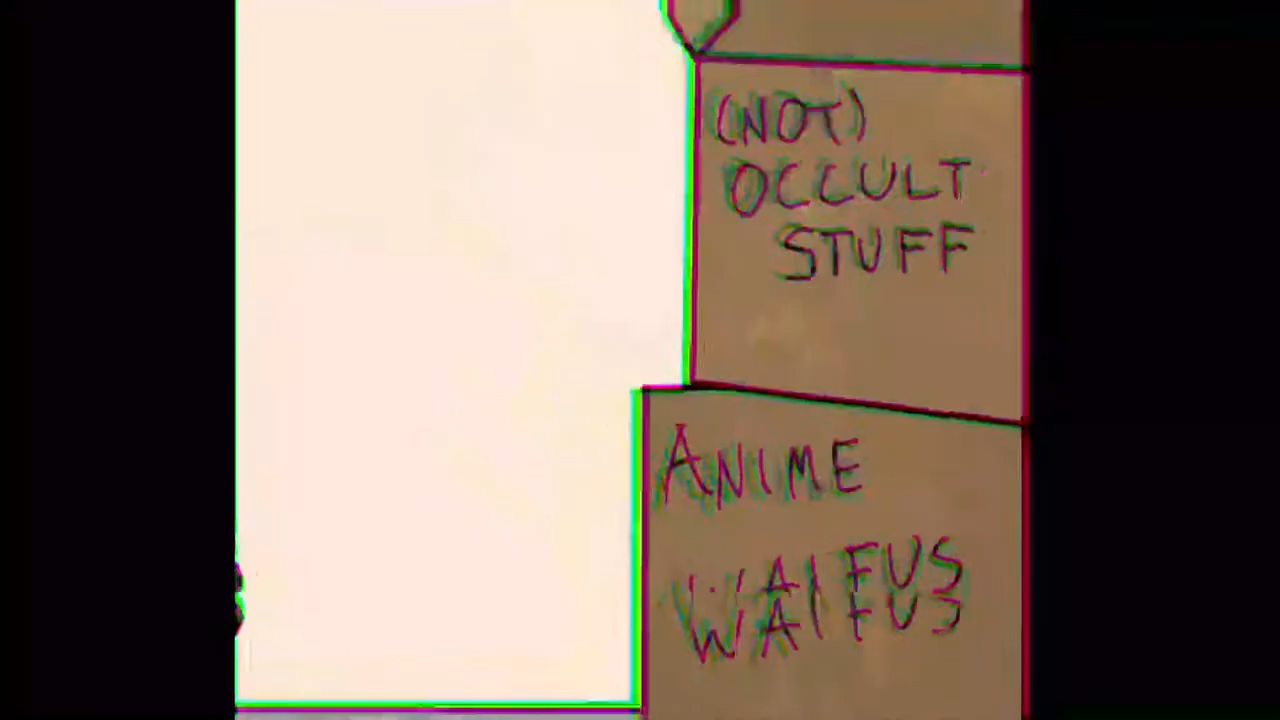 (NOT)
OCCULT
STUFF
ANIME
WAIFUS